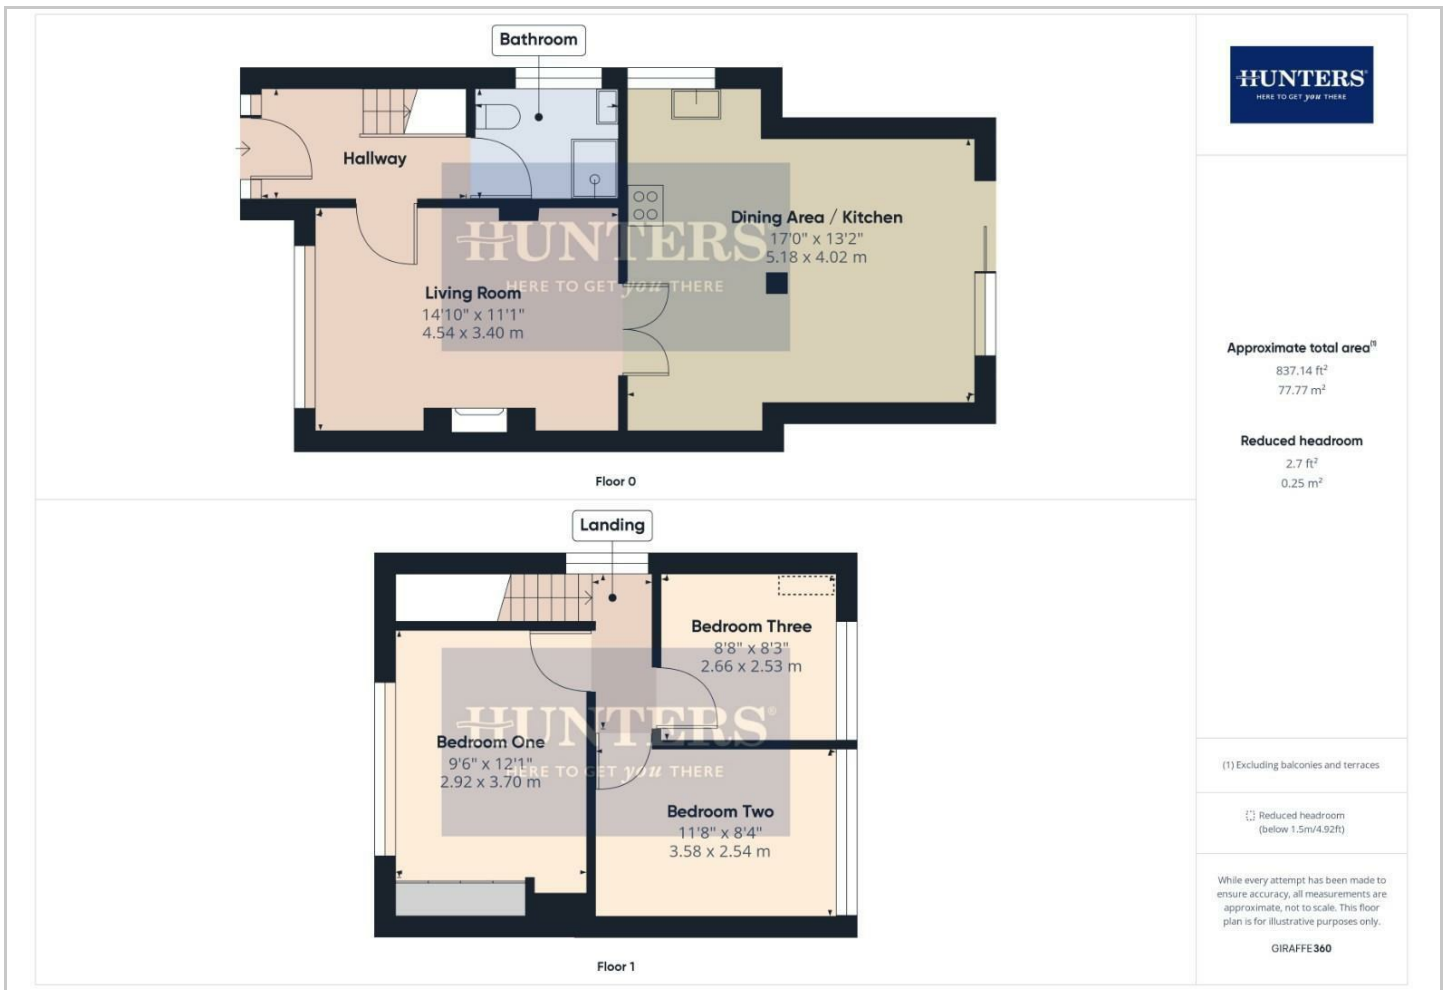 Bathroom
Hallway
Dining Area / Kitchen
17'0" x 13'2"
5.18 x 4.02 m
Living Room
14'10" x 11'1"
4.54 x 3.40 m
HUNTERS
HERE TO GET you THERE
Floor 0
Landing
Bedroom Three
8'8" x 8'3"
2.66 x 2.53 m
Bedroom One
9'6" x 12'1"
2.92 x 3.70 m
HUNTERS®
HERE TO GET you THERE
Bedroom Two
11'8" x 8'4"
3.58 x 2.54 m
Floor 1
HUNTERS®
HERE TO GET you THERE
Approximate total area(1)
837.14 ft²
77.77 m²
Reduced headroom
2.7 ft²
0.25 m²
(1) Excluding balconies and terraces
Reduced headroom
(below 1.5m/4.92ft)
While every attempt has been made to
ensure accuracy, all measurements are
approximate, not to scale. This floor
plan is for illustrative purposes only.
GIRAFFE360